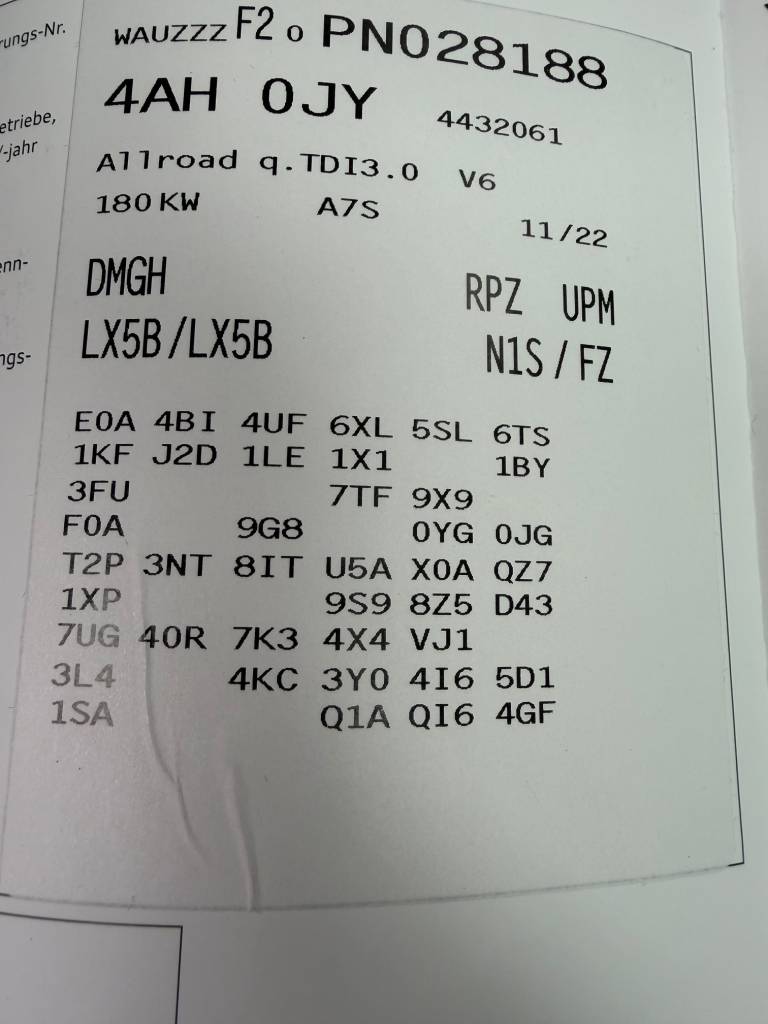 rungs-Nr.
WAUZZZ F2 o PN028188
4AH 0JY 4432061
etriebe,
/-jahr
Allroad q.TDI3.0 V6
180 KW A7S 11/22
enn-
DMGH RPZ UPM
ngs-
LX5B/LX5B N1S / FZ
E0A 4BI 4UF 6XL 5SL 6TS
1KF J2D 1LE 1X1 1BY
3FU 7TF 9X9
F0A 9G8 0YG 0JG
T2P 3NT 8IT U5A X0A QZ7
1XP 9S9 8Z5 D43
7UG 40R 7K3 4X4 VJ1
3L4 4KC 3Y0 4I6 5D1
1SA Q1A QI6 4GF